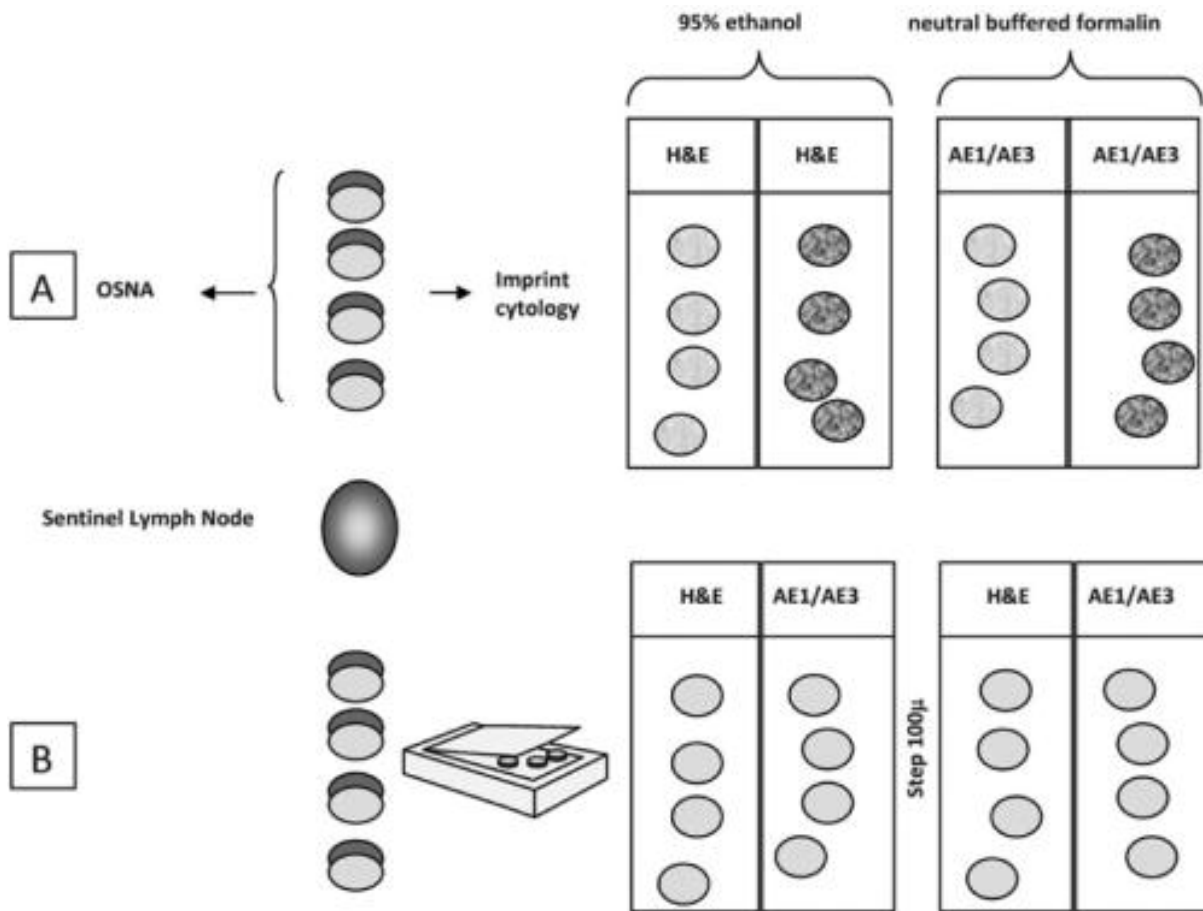 95% ethanol
neutral buffered formalin
H&E
H&E
AE1/AE3
AE1/AE3
A
OSNA
Imprint
cytology
Sentinel Lymph Node
H&E
AE1/AE3
Step 100μ
H&E
AE1/AE3
B